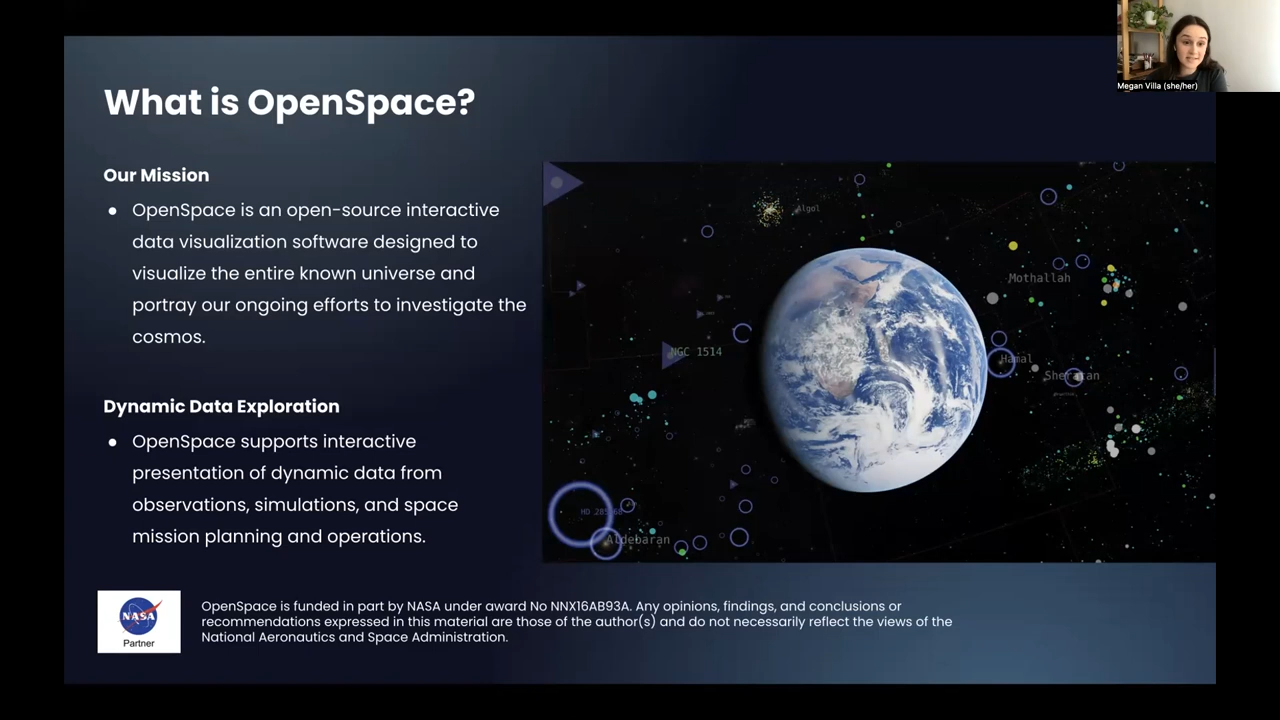 Megan Villa (she/her)
What is OpenSpace?
Our Mission
● OpenSpace is an open-source interactive
data visualization software designed to
visualize the entire known universe and
portray our ongoing efforts to investigate the
cosmos.
Dynamic Data Exploration
● OpenSpace supports interactive
presentation of dynamic data from
observations, simulations, and space
mission planning and operations.
Algol
Mothallah
NGC 1514
Hamal
Sheratan
Aldebaran
NASA
Partner
OpenSpace is funded in part by NASA under award No NNX16AB93A. Any opinions, findings, and conclusions or
recommendations expressed in this material are those of the author(s) and do not necessarily reflect the views of the
National Aeronautics and Space Administration.